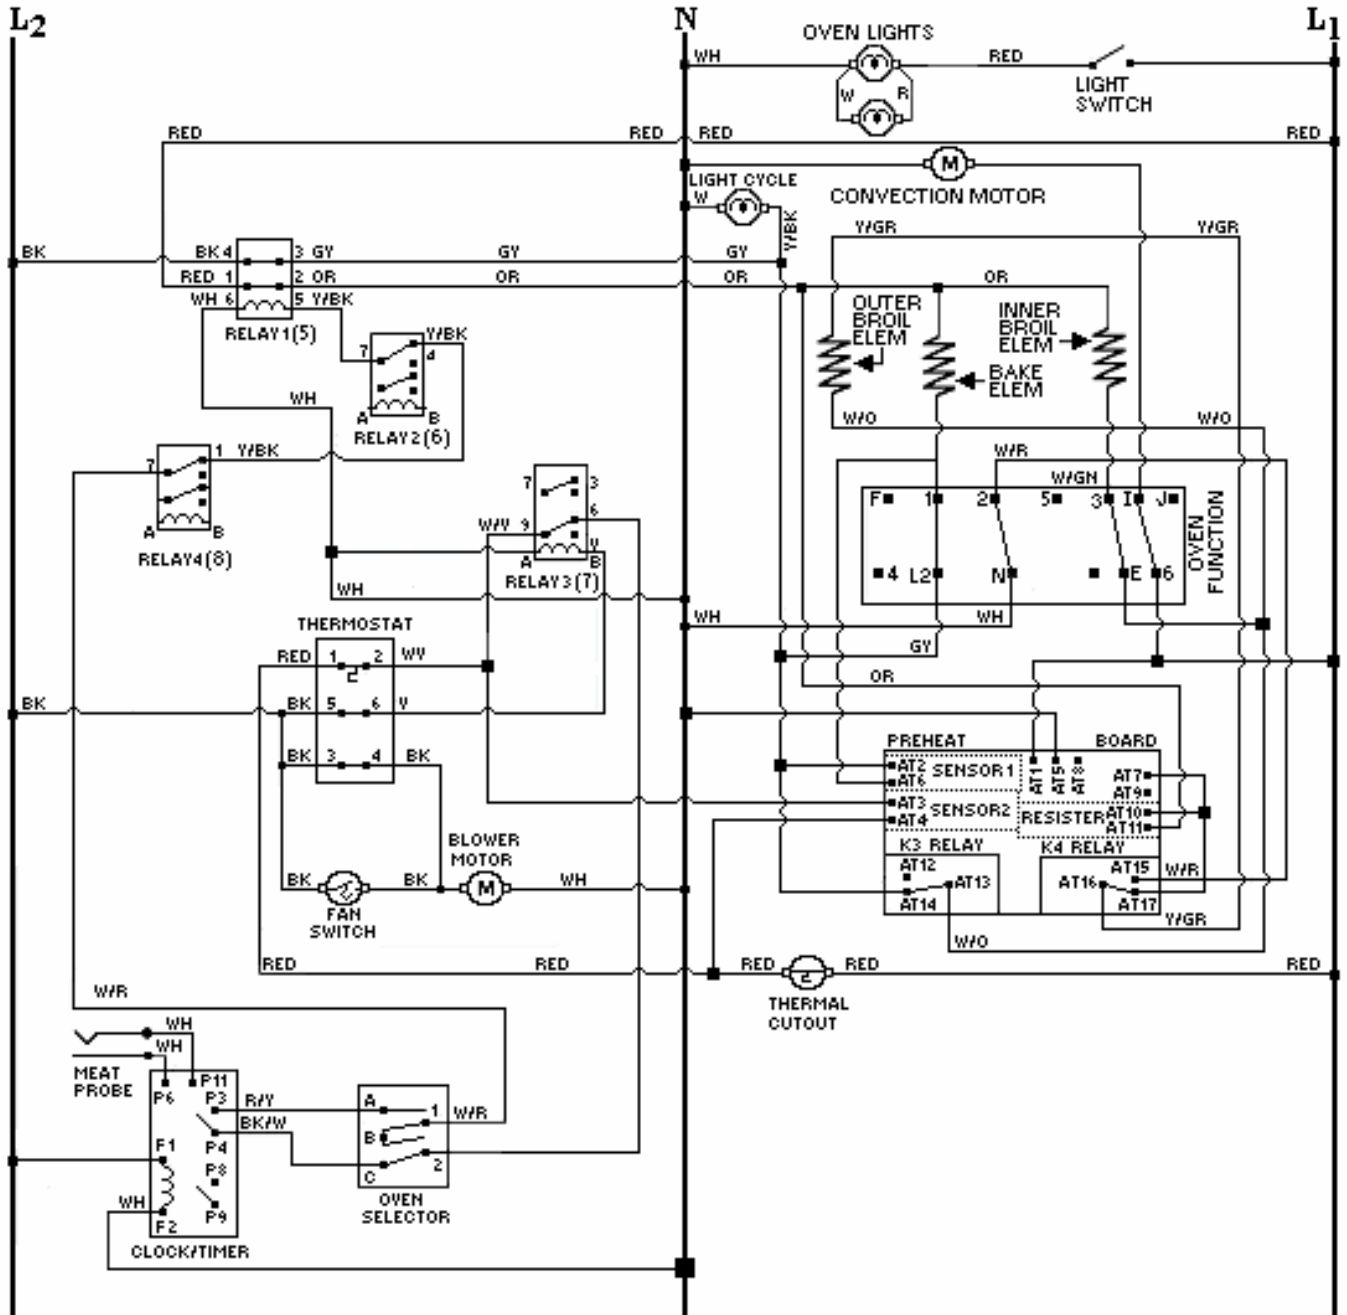 L2 N L1
OVEN LIGHTS
WH RED
LIGHT
SWITCH
W R
RED RED RED RED
M
CONVECTION MOTOR
LIGHT CYCLE
W
Y/BK
Y/GR Y/GR
BK BK 4 3 GY GY GY
RED 1 2 OR OR OR OR
WH 6 5 Y/BK
RELAY 1(5)
OUTER
BROIL
ELEM
INNER
BROIL
ELEM
BAKE
ELEM
7 Y/BK
4
A B
RELAY 2(6)
WH
W/O W/O
7 1 Y/BK
A B
RELAY 4(8)
7 3
W/V 9 6
V
A B
RELAY 3(7)
W/R
W/GN
F 1 2 5 3 I J
4 L2 N E 6
OVEN
FUNCTION
WH
WH WH
GY
OR
THERMOSTAT
RED 1 2 WV
BK BK 5 6 V
BK 3 4 BK
PREHEAT BOARD
AT2 SENSOR1
AT6
AT1 AT5 AT8
AT7
AT9
AT3 SENSOR2
AT4
RESISTER AT10
AT11
K3 RELAY K4 RELAY
AT12
AT13
AT14
AT15 W/R
AT16
AT17
Y/GR
W/O
BLOWER
MOTOR
BK BK M WH
FAN
SWITCH
RED RED RED RED RED
THERMAL
CUTOUT
W/R
WH
WH
MEAT
PROBE
P6 P11
P3 R/Y
BK/W
P4
F1
P8
P9
WH
F2
CLOCK/TIMER
A 1 W/R
B
C 2
OVEN
SELECTOR